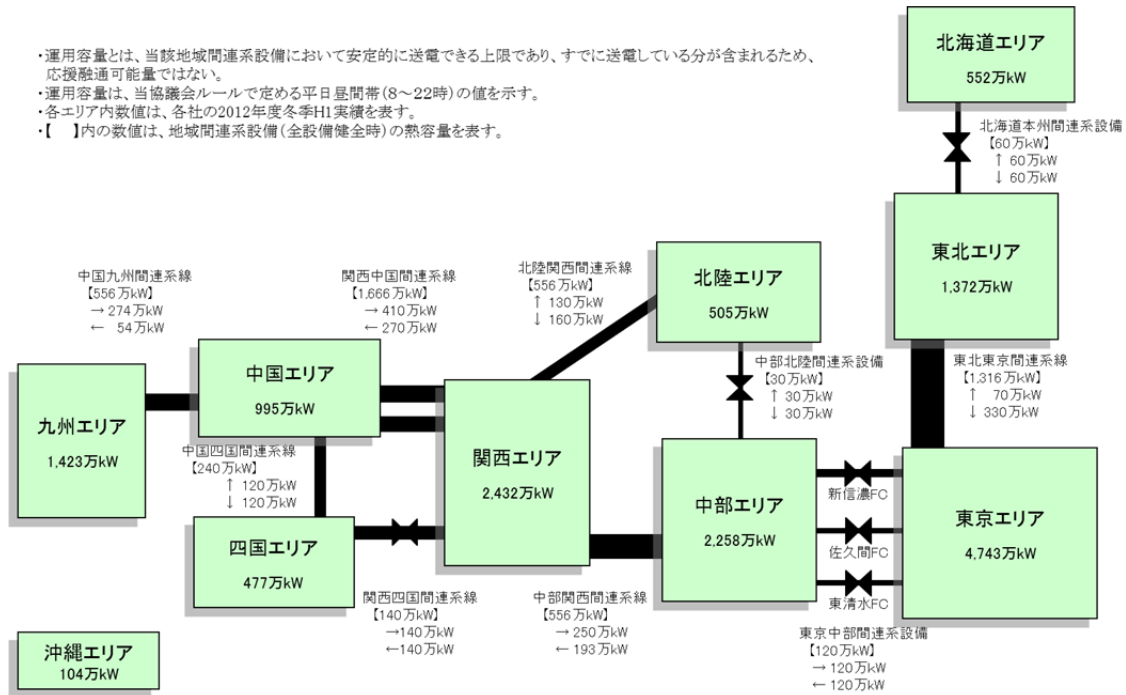 ・運用容量とは、当該地域間連系設備において安定的に送電できる上限であり、すでに送電している分が含まれるため、
応援融通可能量ではない。
・運用容量は、当協議会ルールで定める平日昼間帯(8～22時)の値を示す。
・各エリア内数値は、各社の2012年度冬季H1実績を表す。
・【　】内の数値は、地域間連系設備(全設備健全時)の熱容量を表す。
北海道エリア
552万kW
北海道本州間連系設備
【60万kW】
↑ 60万kW
↓ 60万kW
東北エリア
1,372万kW
北陸エリア
505万kW
北陸関西間連系線
【556万kW】
↑ 130万kW
↓ 160万kW
関西中国間連系線
【1,666万kW】
→ 410万kW
← 270万kW
中国九州間連系線
【556万kW】
→ 274万kW
← 54万kW
中国エリア
995万kW
九州エリア
1,423万kW
中国四国間連系線
【240万kW】
↑ 120万kW
↓ 120万kW
関西エリア
2,432万kW
中部北陸間連系設備
【30万kW】
↑ 30万kW
↓ 30万kW
東北東京間連系線
【1,316万kW】
↑ 70万kW
↓ 330万kW
中部エリア
2,258万kW
新信濃FC
佐久間FC
東清水FC
東京エリア
4,743万kW
四国エリア
477万kW
関西四国間連系線
【140万kW】
→140万kW
←140万kW
中部関西間連系線
【556万kW】
→ 250万kW
← 193万kW
東京中部間連系設備
【120万kW】
→ 120万kW
← 120万kW
沖縄エリア
104万kW